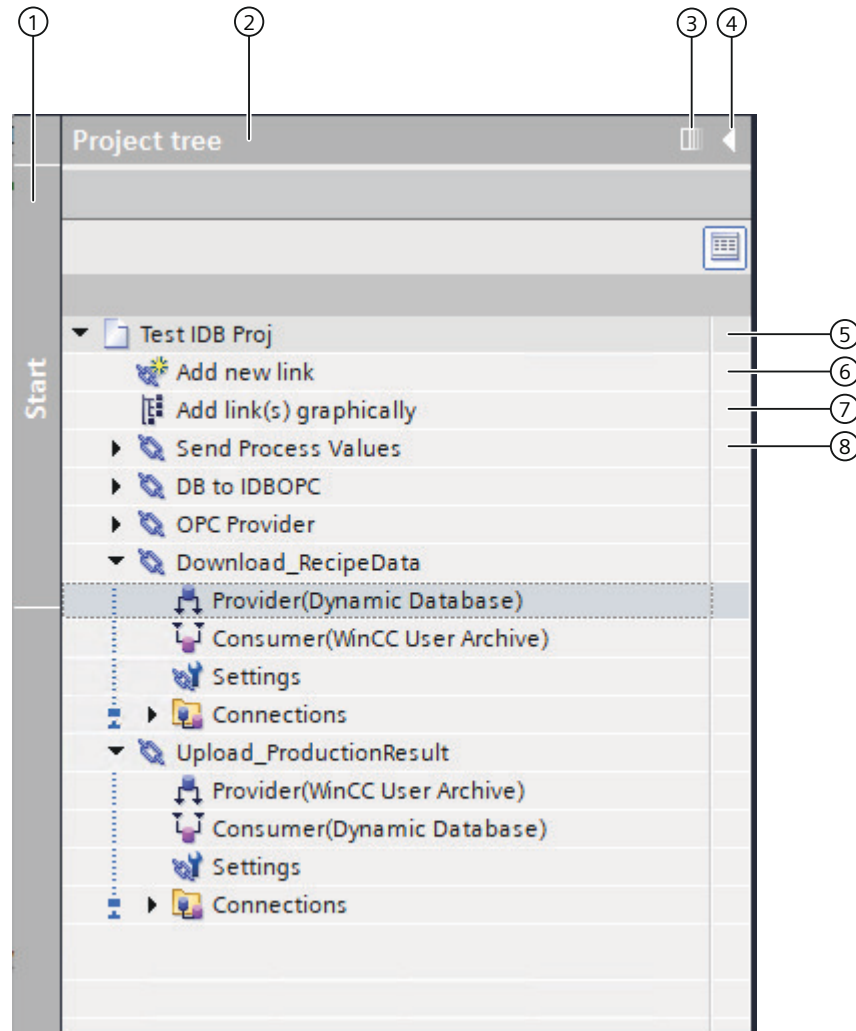 1 2 3 4
Project tree
Start
Test IDB Proj 5
Add new link 6
Add link(s) graphically 7
Send Process Values 8
DB to IDBOPC
OPC Provider
Download_RecipeData
Provider(Dynamic Database)
Consumer(WinCC User Archive)
Settings
Connections
Upload_ProductionResult
Provider(WinCC User Archive)
Consumer(Dynamic Database)
Settings
Connections